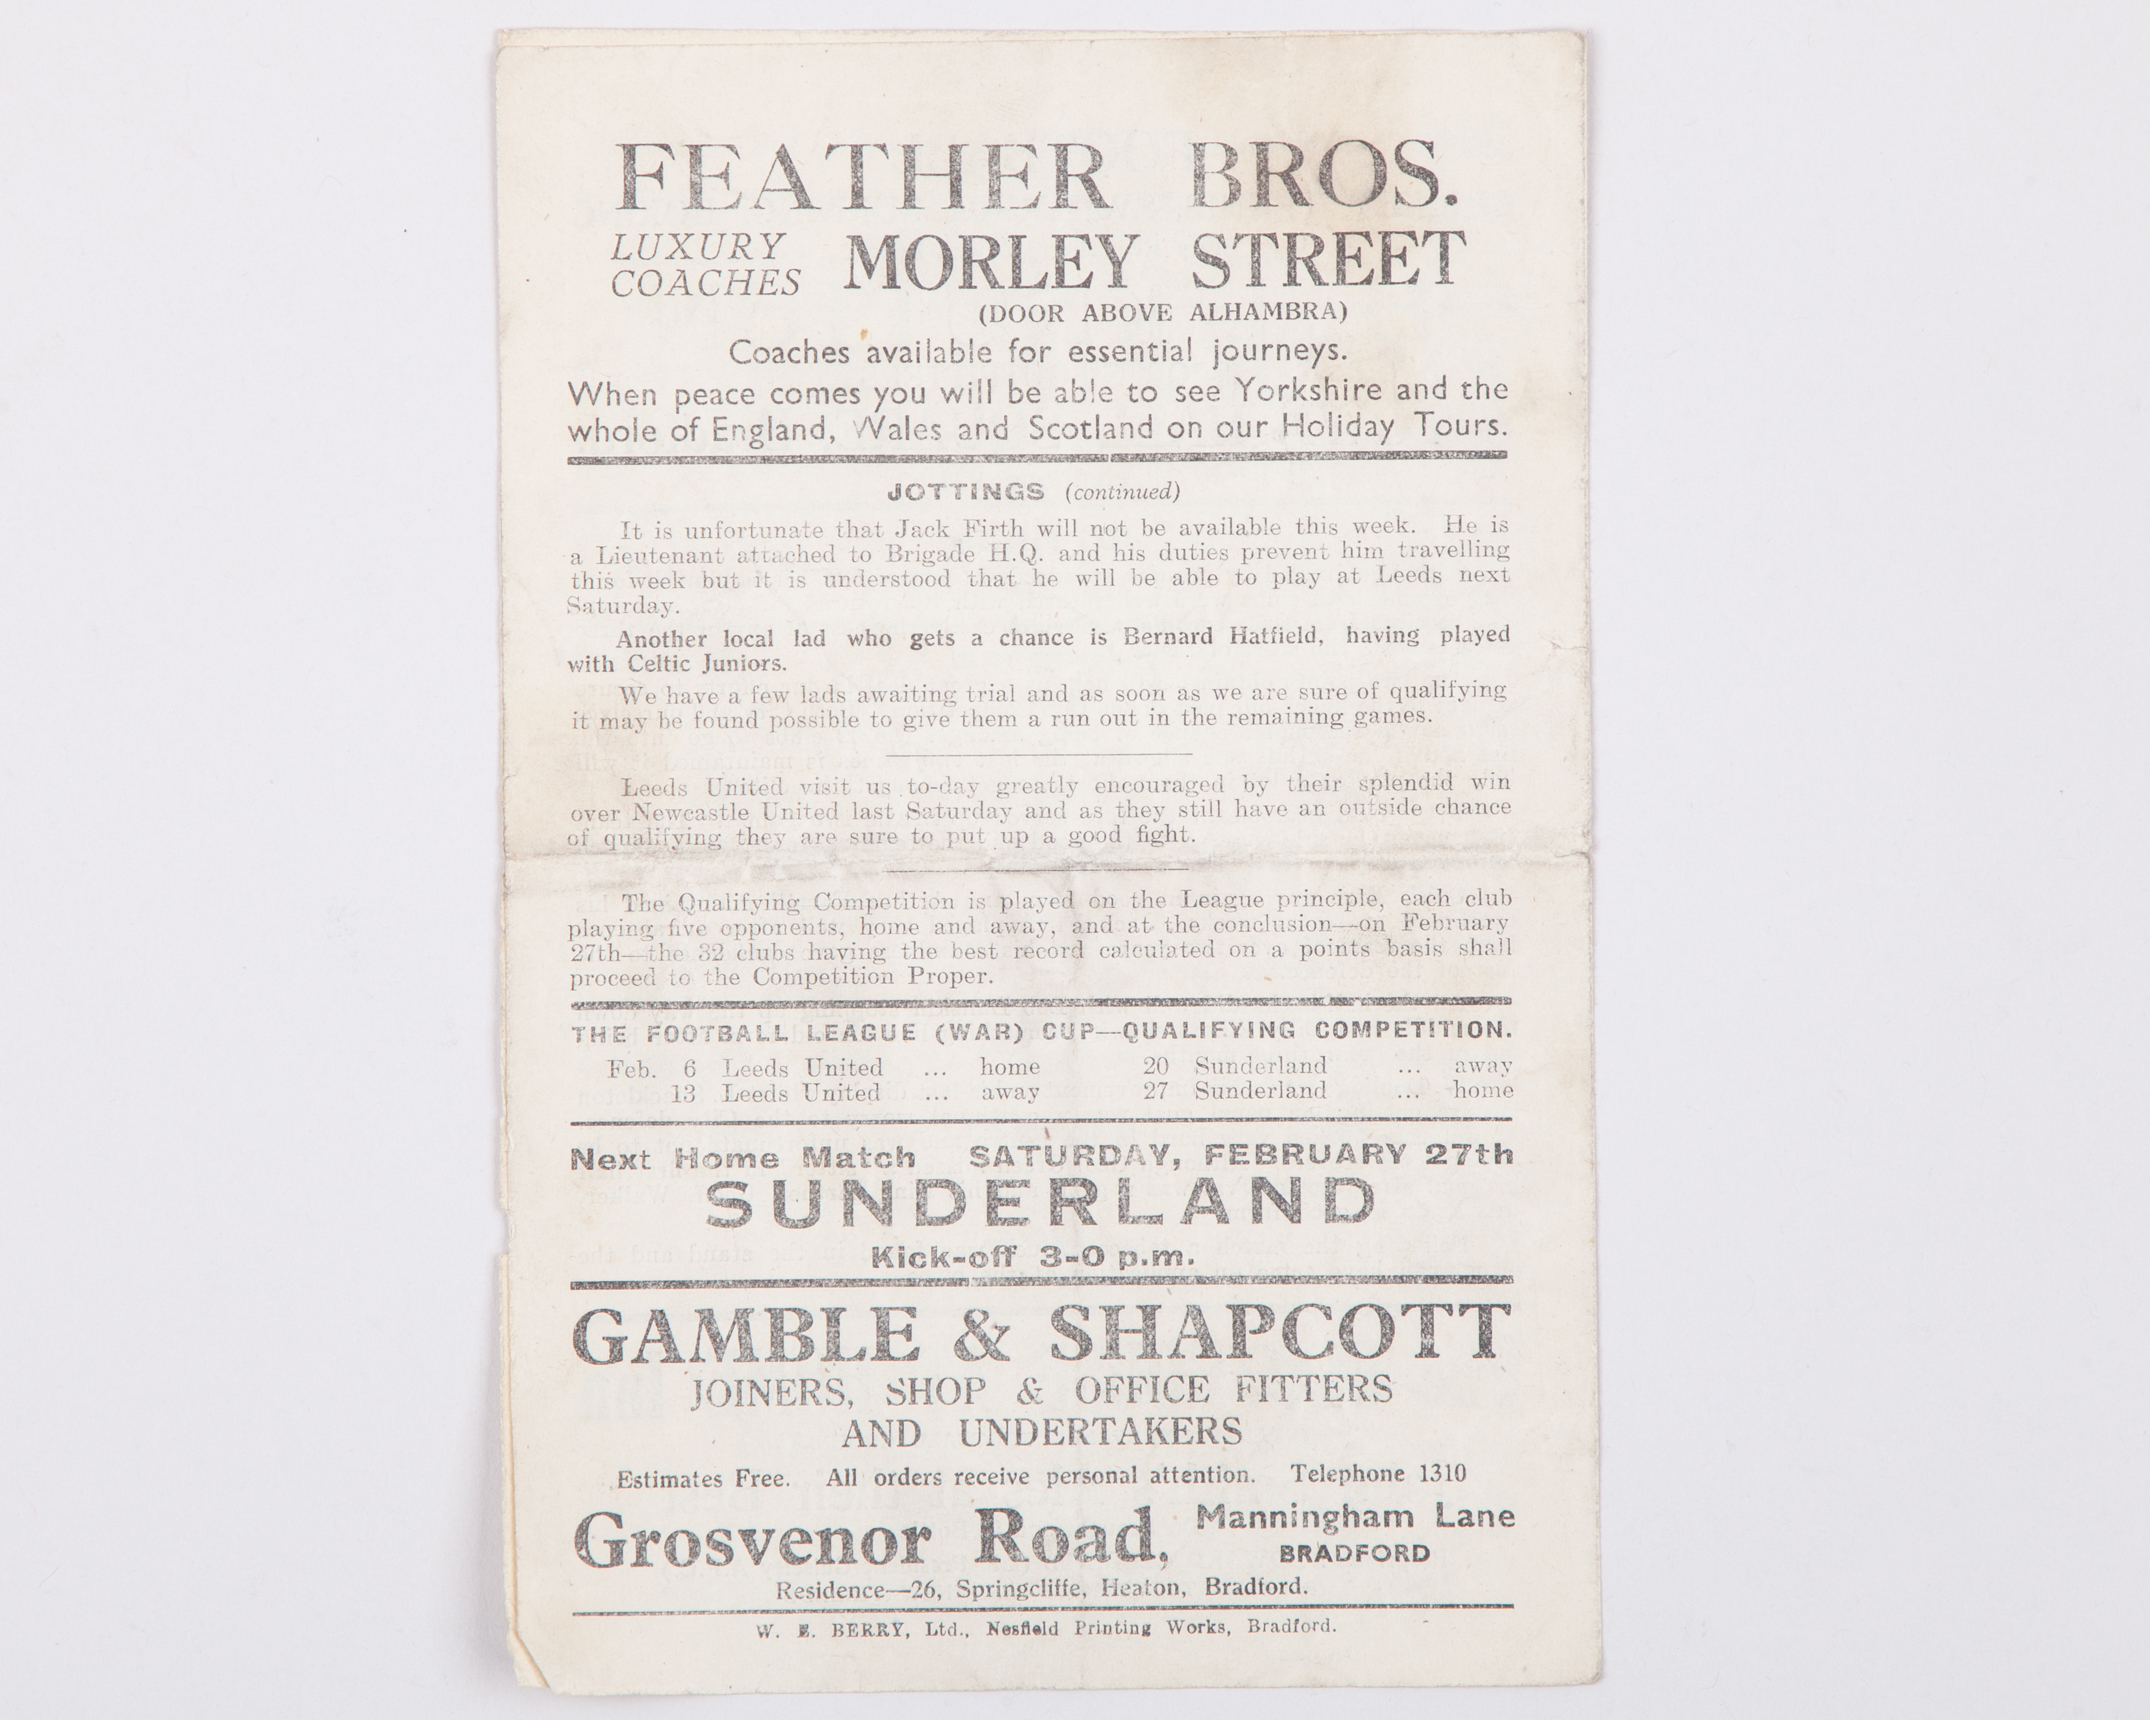 FEATHER BROS.
LUXURY COACHES MORLEY STREET
(DOOR ABOVE ALHAMBRA)
Coaches available for essential journeys.
When peace comes you will be able to see Yorkshire and the
whole of England, Wales and Scotland on our Holiday Tours.
JOTTINGS (continued)
It is unfortunate that Jack Firth will not be available this week. He is
a Lieutenant attached to Brigade H.Q. and his duties prevent him travelling
this week but it is understood that he will be able to play at Leeds next
Saturday.
Another local lad who gets a chance is Bernard Hatfield, having played
with Celtic Juniors.
We have a few lads awaiting trial and as soon as we are sure of qualifying
it may be found possible to give them a run out in the remaining games.
Leeds United visit us to-day greatly encouraged by their splendid win
over Newcastle United last Saturday and as they still have an outside chance
of qualifying they are sure to put up a good fight.
The Qualifying Competition is played on the League principle, each club
playing five opponents, home and away, and at the conclusion—on February
27th—the 32 clubs having the best record calculated on a points basis shall
proceed to the Competition Proper.
THE FOOTBALL LEAGUE (WAR) CUP—QUALIFYING COMPETITION.
Feb. 6 Leeds United ... home 20 Sunderland ... away
13 Leeds United ... away 27 Sunderland ... home
Next Home Match SATURDAY, FEBRUARY 27th
SUNDERLAND
Kick-off 3-0 p.m.
GAMBLE & SHAPCOTT
JOINERS, SHOP & OFFICE FITTERS
AND UNDERTAKERS
Estimates Free. All orders receive personal attention. Telephone 1310
Grosvenor Road, Manningham Lane
BRADFORD
Residence—26, Springcliffe, Heaton, Bradford.
W. E. BERRY, Ltd., Nesfield Printing Works, Bradford.